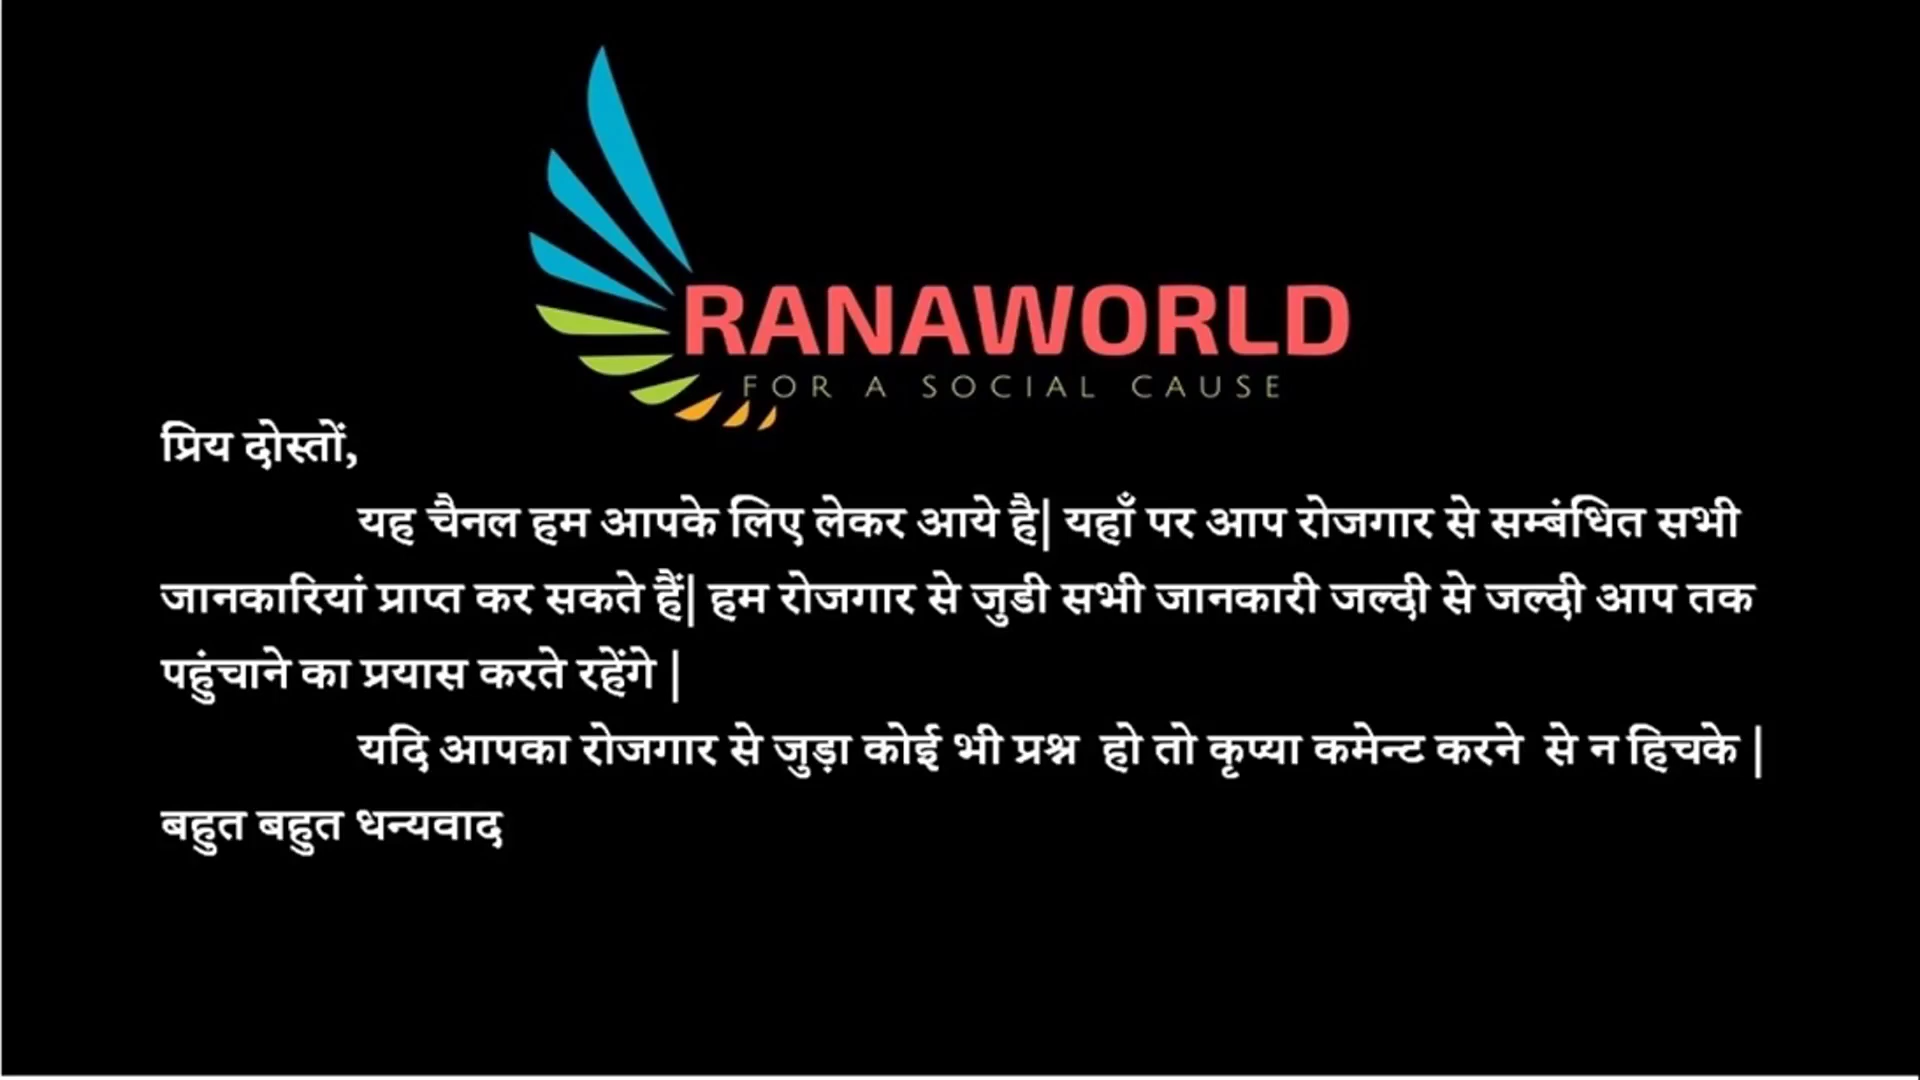 RANAWORLD
FOR A SOCIAL CAUSE
प्रिय दोस्तों,
यह चैनल हम आपके लिए लेकर आये है| यहाँ पर आप रोजगार से सम्बंधित सभी
जानकारियां प्राप्त कर सकते हैं| हम रोजगार से जुडी सभी जानकारी जल्दी से जल्दी आप तक
पहुंचाने का प्रयास करते रहेंगे |
यदि आपका रोजगार से जुड़ा कोई भी प्रश्न हो तो कृप्या कमेन्ट करने से न हिचके |
बहुत बहुत धन्यवाद